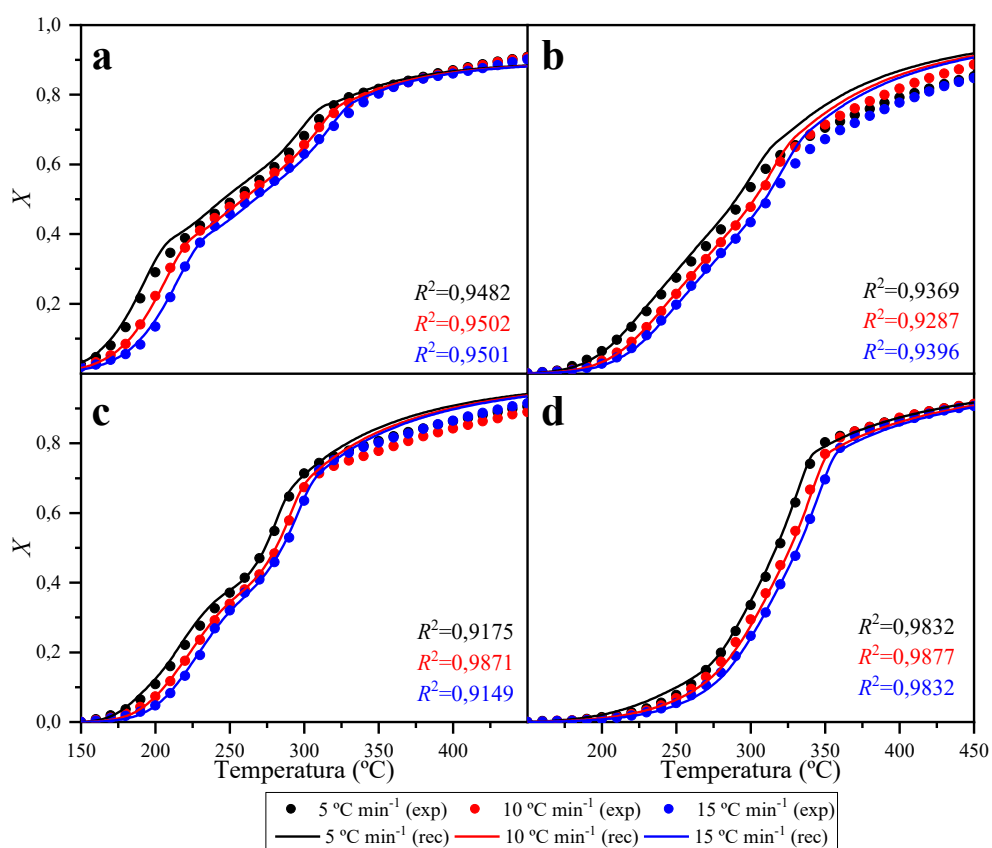 1,0
a
b
0,8
0,6
X
0,4
0,2
R²=0,9482
R²=0,9502
R²=0,9501
R²=0,9369
R²=0,9287
R²=0,9396
c
d
0,8
0,6
X
0,4
0,2
0,0
R²=0,9175
R²=0,9871
R²=0,9149
R²=0,9832
R²=0,9877
R²=0,9832
150 200 250 300 350 400 200 250 300 350 400 450
Temperatura (ºC) Temperatura (ºC)
5 ºC min⁻¹ (exp) 10 ºC min⁻¹ (exp) 15 ºC min⁻¹ (exp)
5 ºC min⁻¹ (rec) 10 ºC min⁻¹ (rec) 15 ºC min⁻¹ (rec)